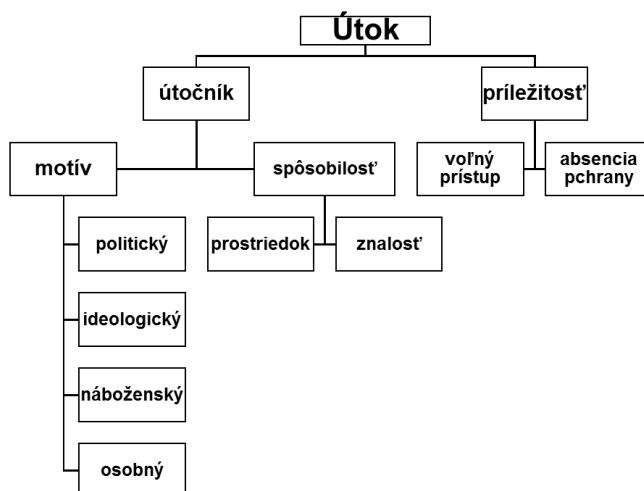 Útok
útočník
príležitosť
motív
spôsobilosť
voľný
prístup
absencia
pchrany
politický
prostriedok
znalosť
ideologický
náboženský
osobný